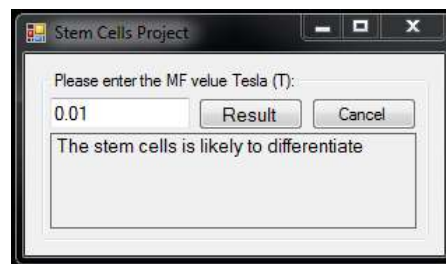 Stem Cells Project
Please enter the MF velue Tesla (T):
0.01 Result Cancel
The stem cells is likely to differentiate